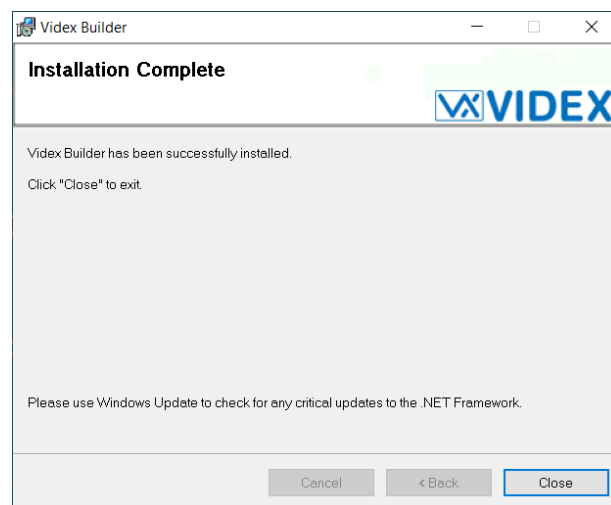 Videx Builder
Installation Complete
VIDEX
Videx Builder has been successfully installed.
Click "Close" to exit.
Please use Windows Update to check for any critical updates to the .NET Framework.
Cancel
< Back
Close